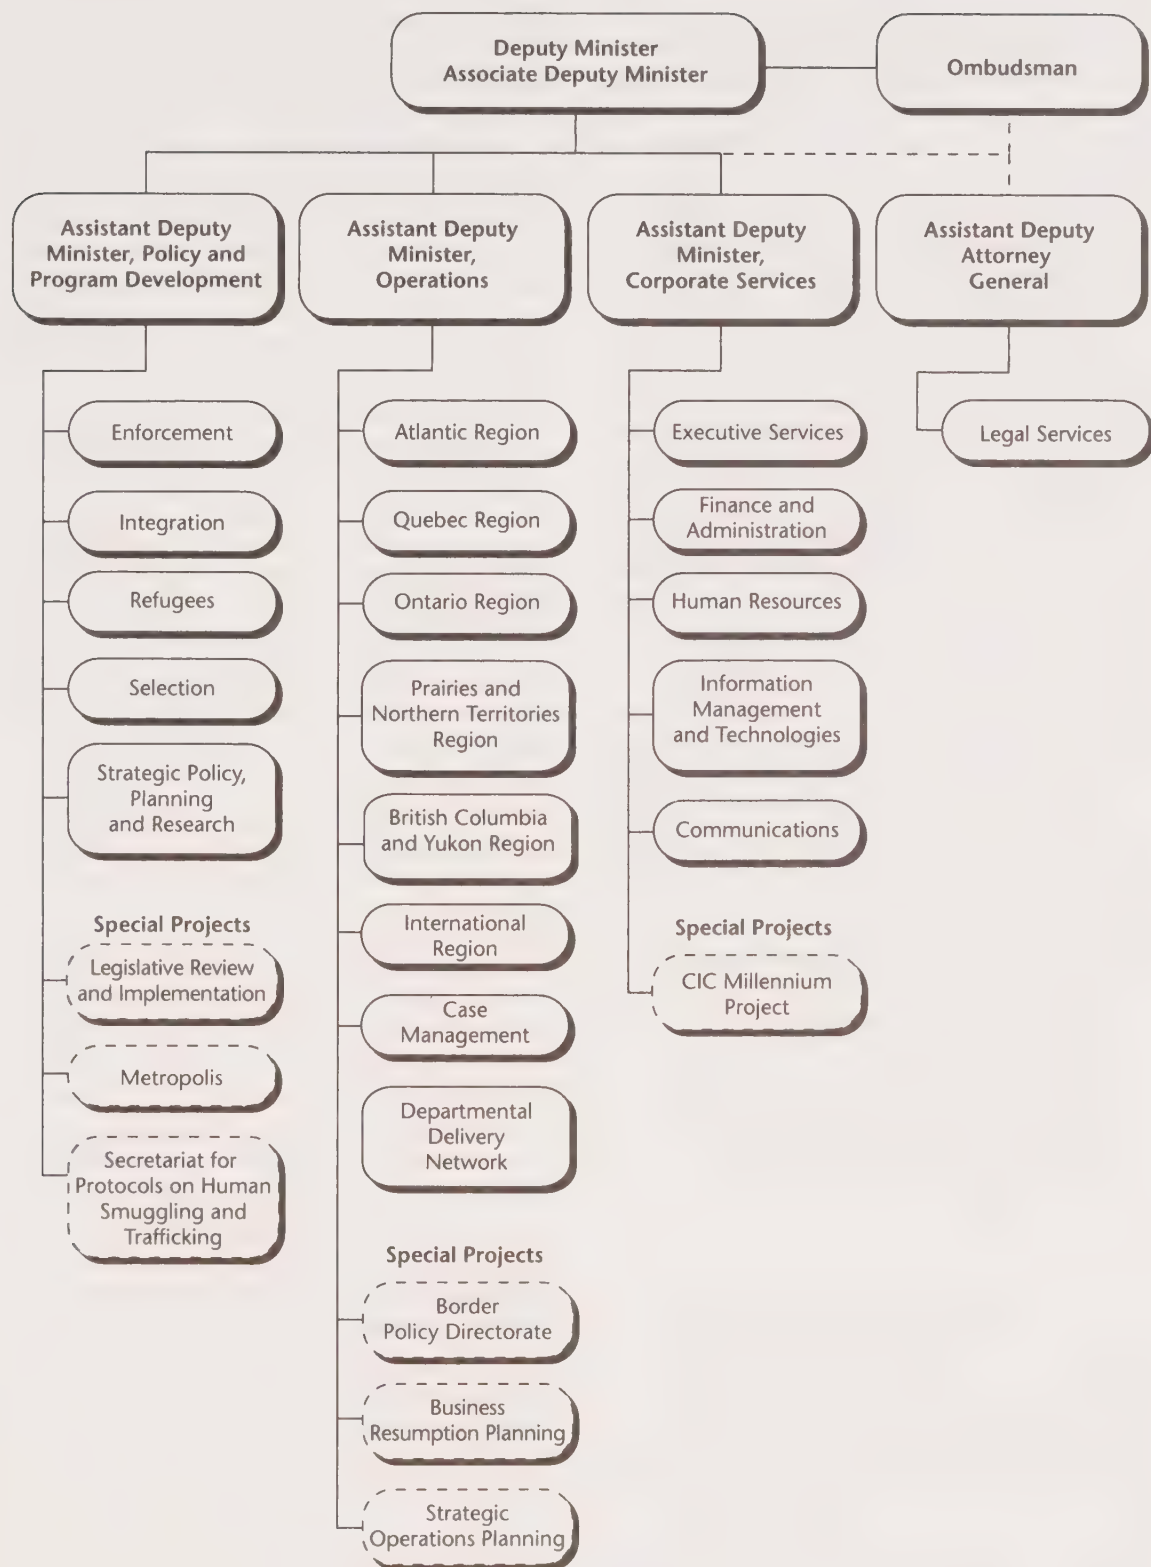 Deputy Minister
Associate Deputy Minister
Ombudsman
Assistant Deputy
Minister, Policy and
Program Development
Assistant Deputy
Minister,
Operations
Assistant Deputy
Minister,
Corporate Services
Assistant Deputy
Attorney
General
Enforcement
Integration
Refugees
Selection
Strategic Policy,
Planning
and Research
Special Projects
Legislative Review
and Implementation
Metropolis
Secretariat for
Protocols on Human
Smuggling and
Trafficking
Atlantic Region
Quebec Region
Ontario Region
Prairies and
Northern Territories
Region
British Columbia
and Yukon Region
International
Region
Case
Management
Departmental
Delivery
Network
Special Projects
Border
Policy Directorate
Business
Resumption Planning
Strategic
Operations Planning
Executive Services
Finance and
Administration
Human Resources
Information
Management
and Technologies
Communications
Special Projects
CIC Millennium
Project
Legal Services